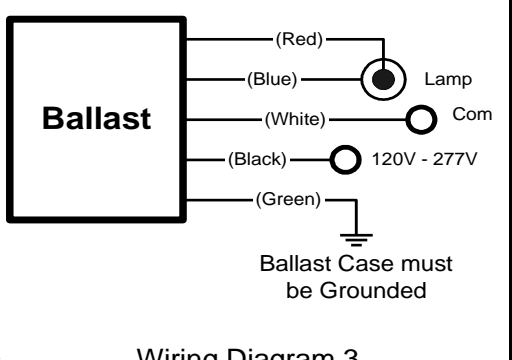 (Red)
(Blue)
Lamp
Ballast
(White)
Com
(Black)
120V - 277V
(Green)
Ballast Case must
be Grounded
Wiring Diagram 3